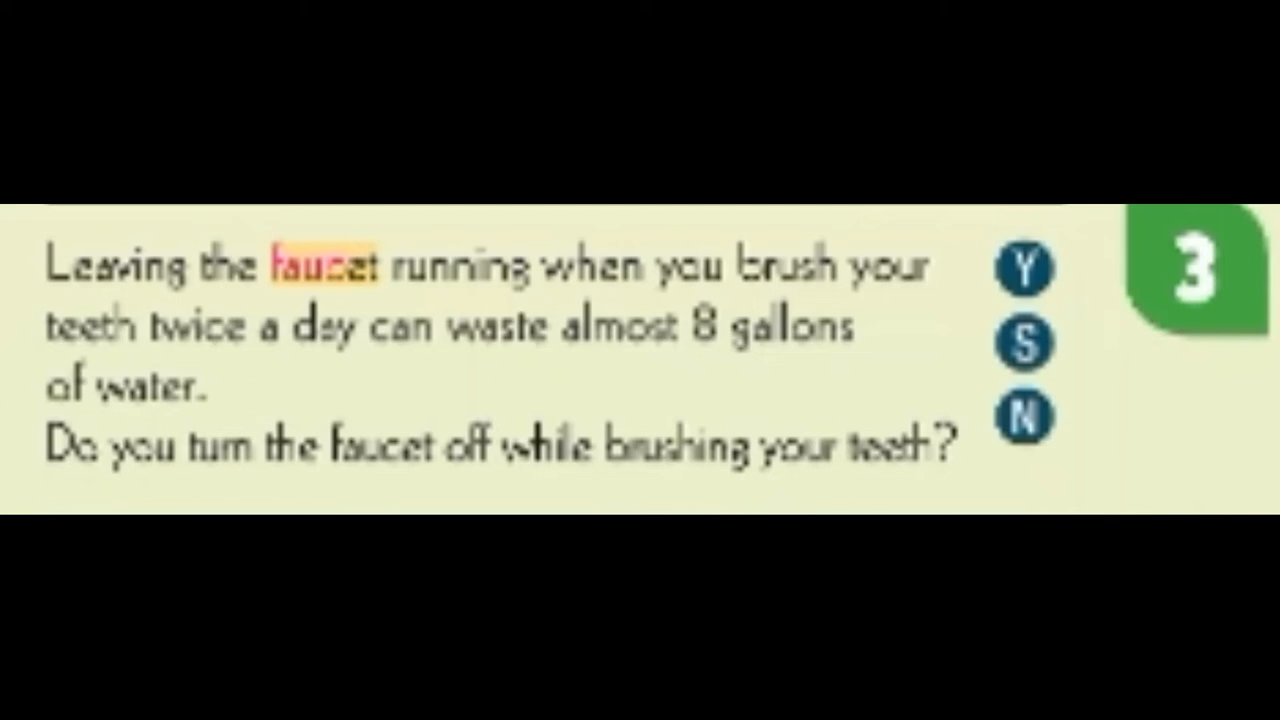 Leaving the faucet running when you brush your
teeth twice a day can waste almost 8 gallons
of water.
Do you turn the faucet off while brushing your teeth?
Y
S
N
3